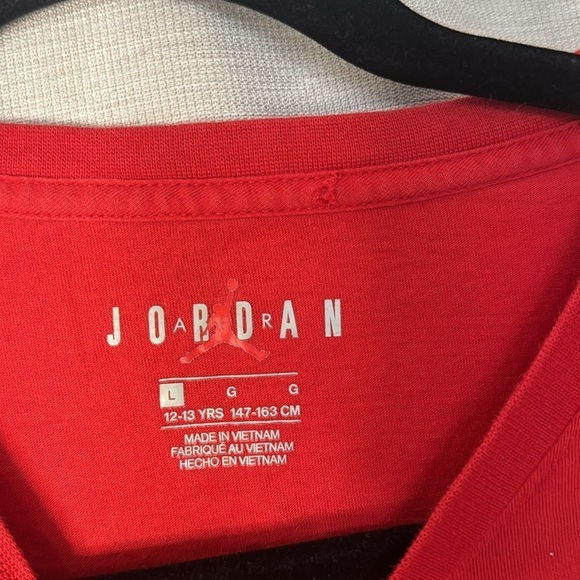 JORDAN
AIR
L G G
12-13 YRS 147-163 CM
MADE IN VIETNAM
FABRIQUÉ AU VIETNAM
HECHO EN VIETNAM